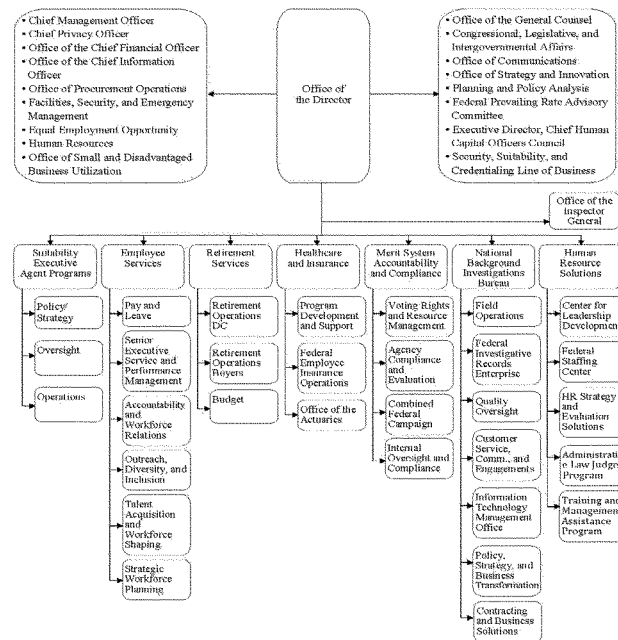 • Chief Management Officer
• Chief Privacy Officer
• Office of the Chief Financial Officer
• Office of the Chief Information
Officer
• Office of Procurement Operations
• Facilities, Security, and Emergency
Management
• Equal Employment Opportunity
• Human Resources
• Office of Small and Disadvantaged
Business Utilization
Office of
the Director
• Office of the General Counsel
• Congressional, Legislative, and
Intergovernmental Affairs
• Office of Communications
• Office of Strategy and Innovation
• Planning and Policy Analysis
• Federal Prevailing Rate Advisory
Committee
• Executive Director, Chief Human
Capital Officers Council
• Security, Suitability, and
Credentialing Line of Business
Office of the
Inspector
General
Suitability Executive
Agent Programs
Policy/
Strategy
Oversight
Operations
Employee
Services
Pay and
Leave
Senior
Executive
Service and
Performance
Management
Accountability
and
Workforce
Relations
Outreach,
Diversity, and
Inclusion
Talent
Acquisition
and
Workforce
Shaping
Strategic
Workforce
Planning
Retirement
Services
Retirement
Operations
DC
Retirement
Operations
Boyers
Budget
Healthcare
and Insurance
Program
Development
and Support
Federal
Employee
Insurance
Operations
Office of the
Actuaries
Merit System
Accountability
and Compliance
Voting Rights
and Resource
Management
Agency
Compliance
and
Evaluation
Combined
Federal
Campaign
Internal
Oversight and
Compliance
National
Background
Investigations
Bureau
Field
Operations
Federal
Investigative
Records
Enterprise
Quality
Oversight
Customer
Service,
Comm., and
Engagements
Information
Technology
Management
Office
Policy,
Strategy, and
Business
Transformation
Contracting
and Business
Solutions
Human
Resource
Solutions
Center for
Leadership
Development
Federal
Staffing
Center
HR Strategy
and
Evaluation
Solutions
Administrativ
e Law Judges
Program
Training and
Management
Assistance
Program